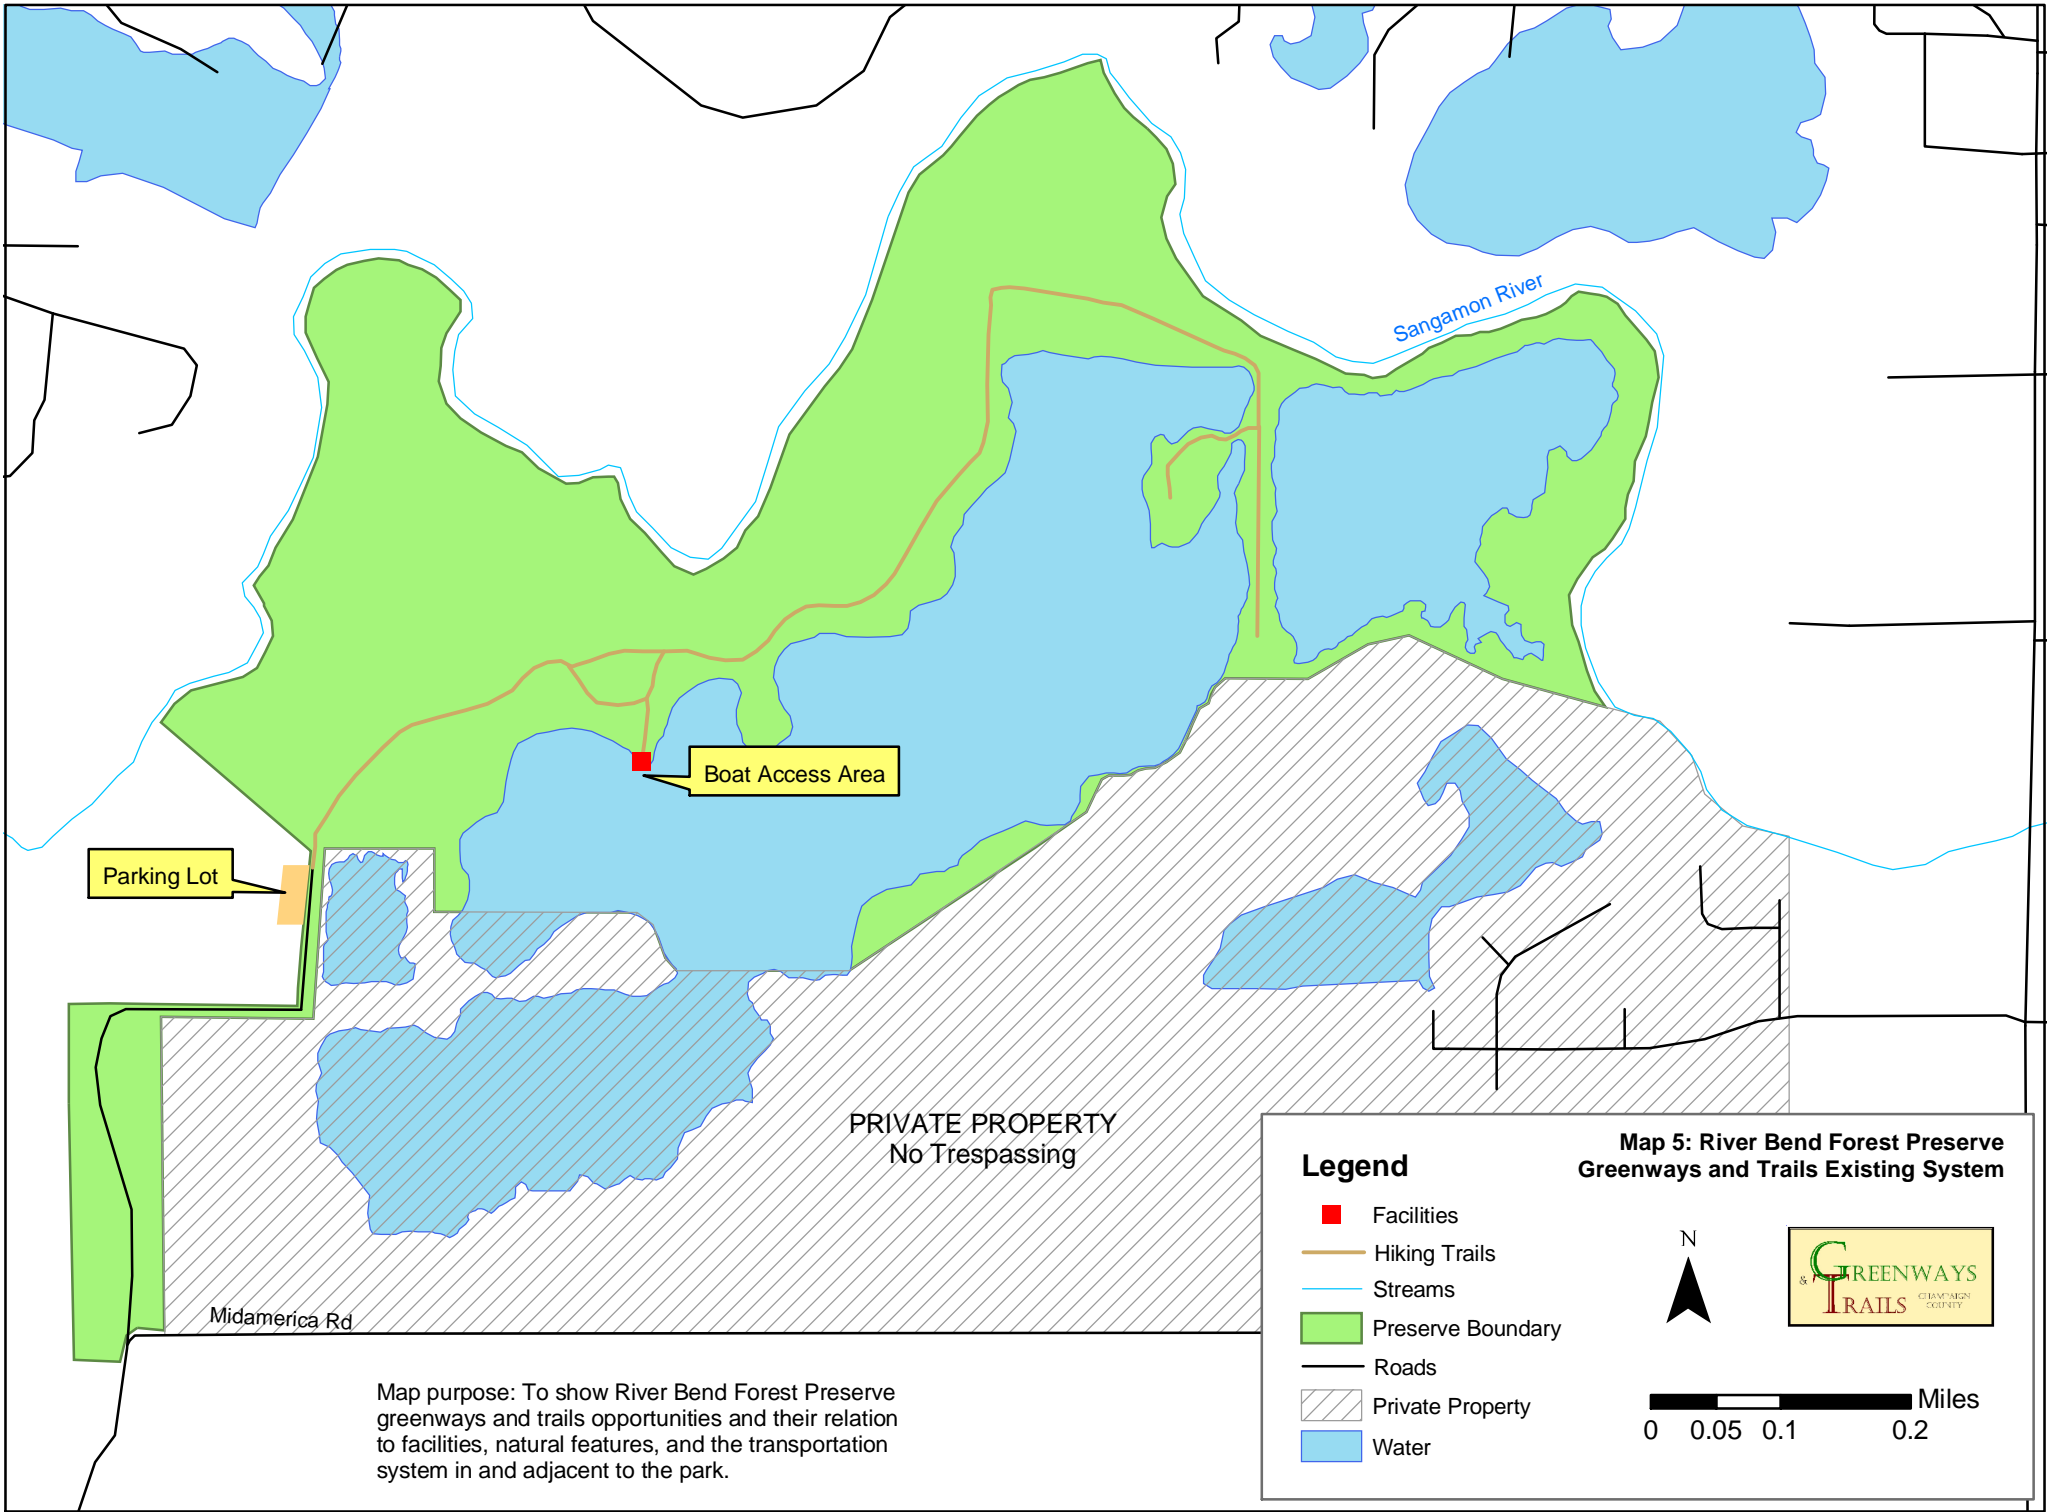 Sangamon River
Boat Access Area
Parking Lot
PRIVATE PROPERTY
No Trespassing
Midamerica Rd
Map purpose: To show River Bend Forest Preserve
greenways and trails opportunities and their relation
to facilities, natural features, and the transportation
system in and adjacent to the park.
Map 5: River Bend Forest Preserve
Greenways and Trails Existing System
Legend
Facilities
Hiking Trails
Streams
Preserve Boundary
Roads
Private Property
Water
N
GREENWAYS
& TRAILS
CHAMPAIGN
COUNTY
Miles
0 0.05 0.1 0.2